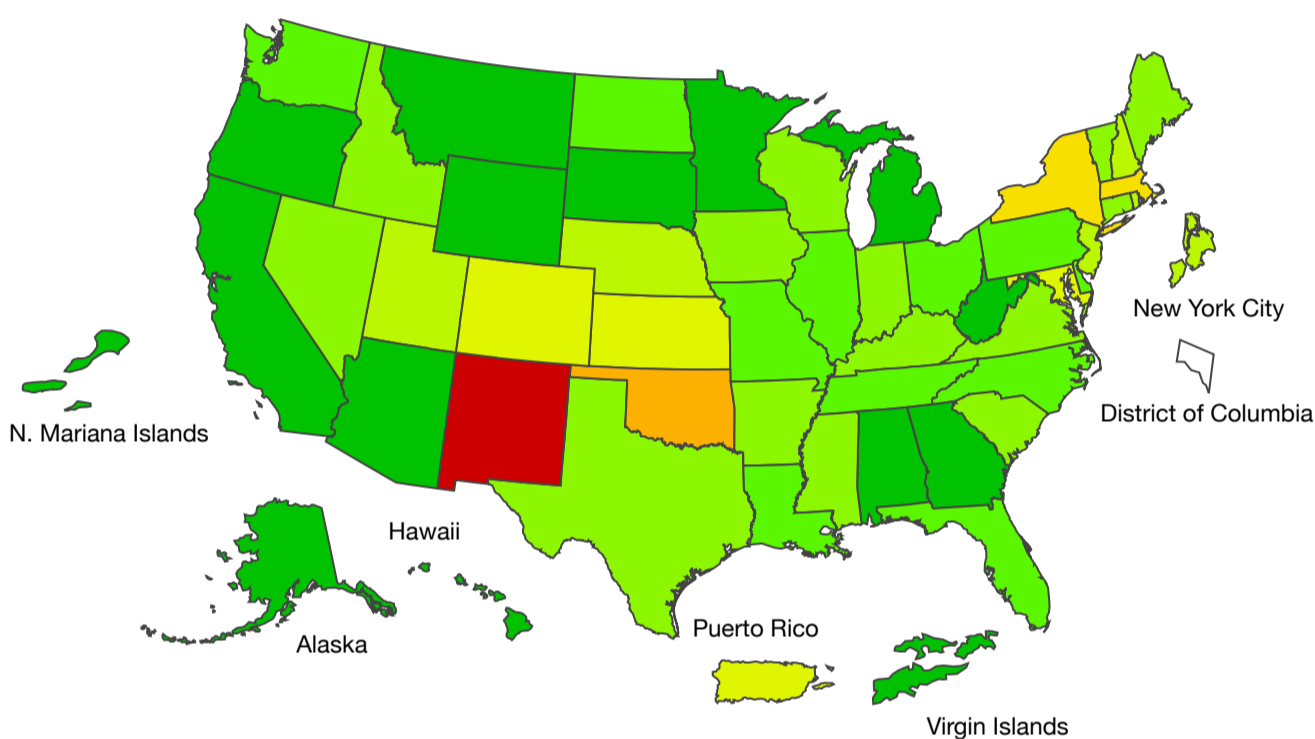 New York City
District of Columbia
N. Mariana Islands
Hawaii
Alaska
Puerto Rico
Virgin Islands